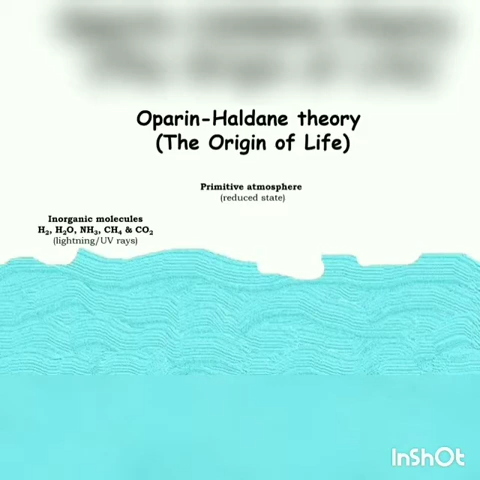 Oparin-Haldane theory
(The Origin of Life)
Primitive atmosphere
(reduced state)
Inorganic molecules
H₂, H₂O, NH₃, CH₄ & CO₂
(lightning/UV rays)
InShOt